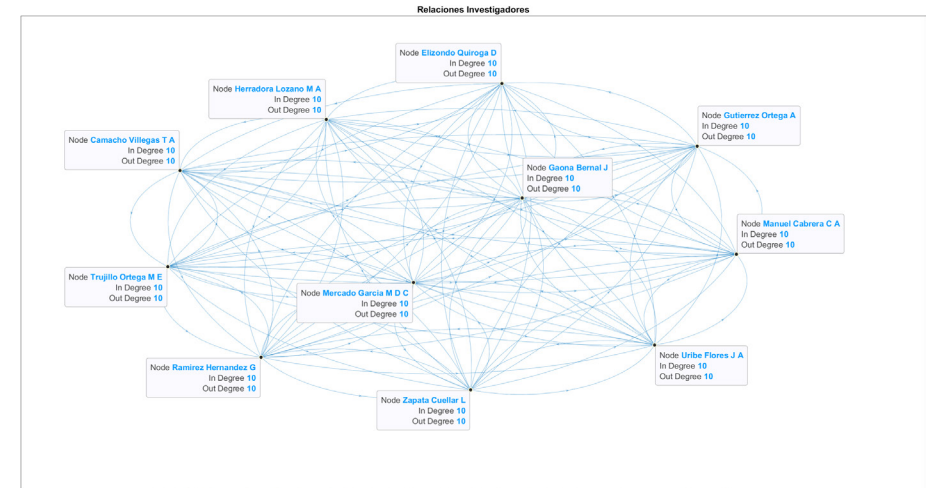 Relaciones Investigadores
Node Elizondo Quiroga D
In Degree 10
Out Degree 10
Node Herradora Lozano M A
In Degree 10
Out Degree 10
Node Gutierrez Ortega A
In Degree 10
Out Degree 10
Node Camacho Villegas T A
In Degree 10
Out Degree 10
Node Gaona Bernal J
In Degree 10
Out Degree 10
Node Manuel Cabrera C A
In Degree 10
Out Degree 10
Node Trujillo Ortega M E
In Degree 10
Out Degree 10
Node Mercado Garcia M D C
In Degree 10
Out Degree 10
Node Uribe Flores J A
In Degree 10
Out Degree 10
Node Ramirez Hernandez G
In Degree 10
Out Degree 10
Node Zapata Cuellar L
In Degree 10
Out Degree 10